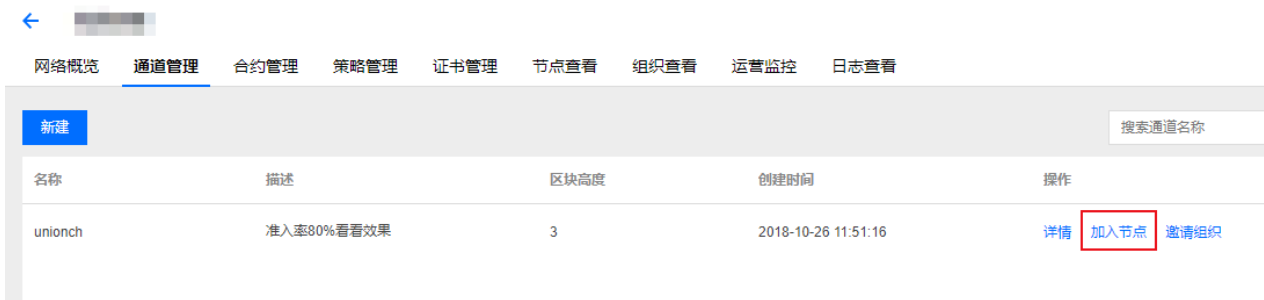 网络概览 通道管理 合约管理 策略管理 证书管理 节点查看 组织查看 运营监控 日志查看
新建 搜索通道名称
名称 描述 区块高度 创建时间 操作
unionch 准入率80%看看效果 3 2018-10-26 11:51:16 详情 加入节点 邀请组织